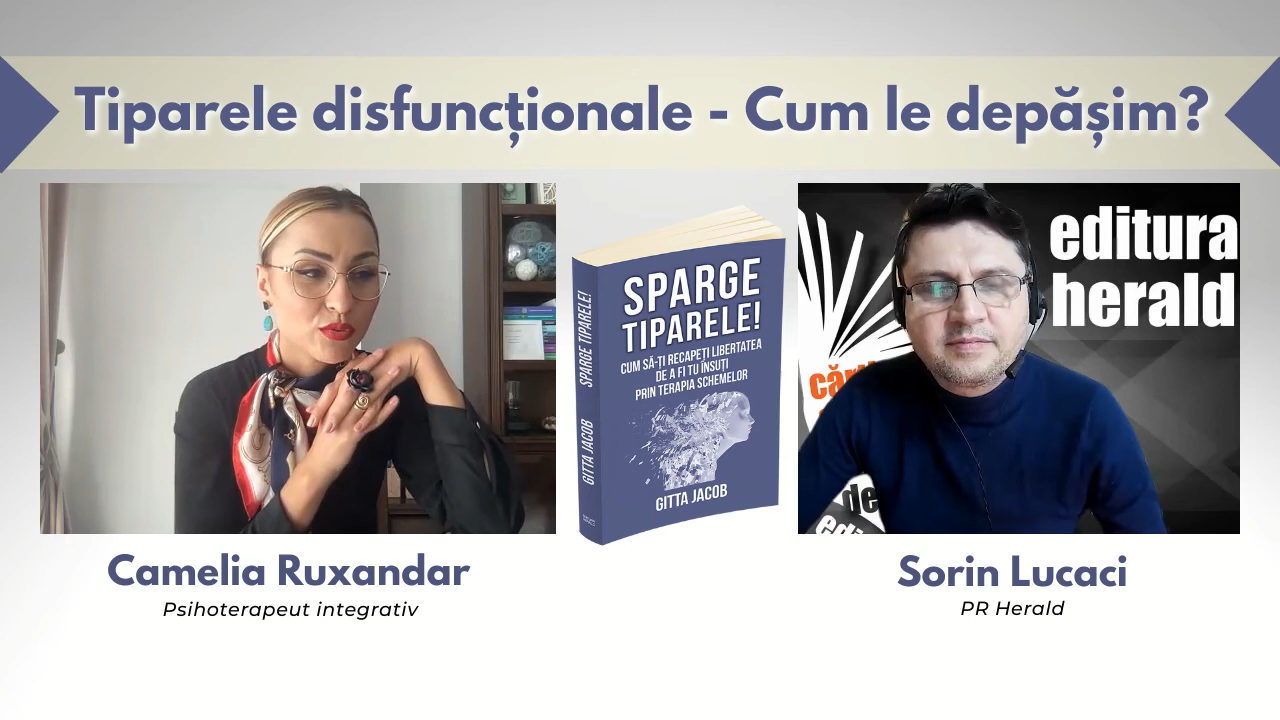 Tiparele disfuncționale - Cum le depășim?
SPARGE TIPARELE!
GITTA JACOB
SPARGE
TIPARELE!
CUM SĂ-ȚI RECAPEȚI LIBERTATEA
DE A FI TU ÎNSUȚI
PRIN TERAPIA SCHEMELOR
GITTA JACOB
editura
herald
de
Camelia Ruxandar
Psihoterapeut integrativ
Sorin Lucaci
PR Herald